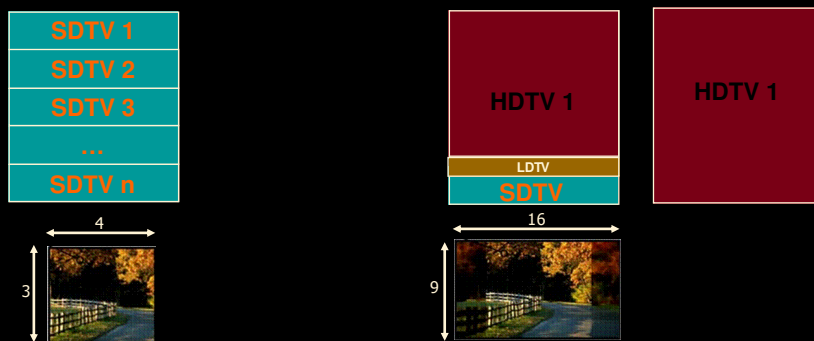 SDTV 1
SDTV 2
SDTV 3
...
SDTV n
4
3
HDTV 1
LDTV
SDTV
16
9
HDTV 1